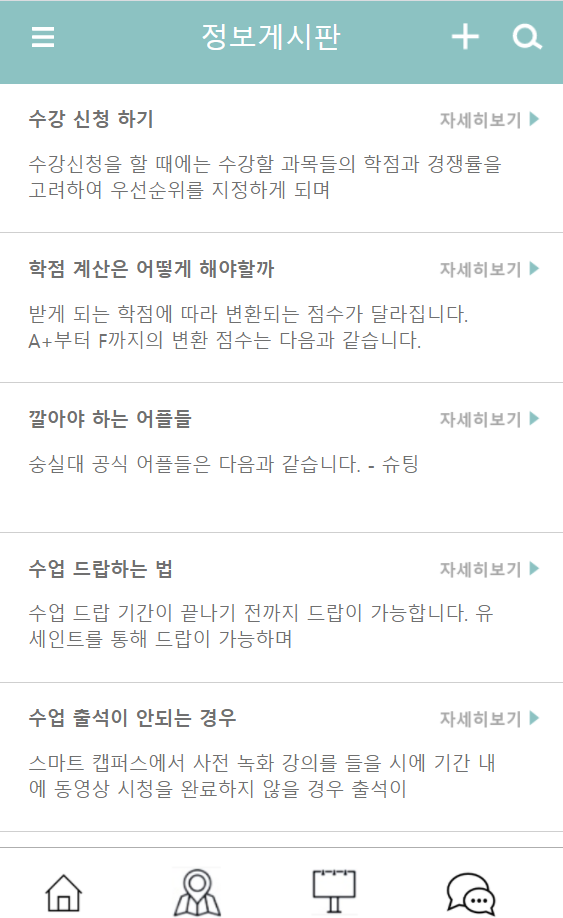 정보게시판
수강 신청 하기
자세히보기
수강신청을 할 때에는 수강할 과목들의 학점과 경쟁률을
고려하여 우선순위를 지정하게 되며
학점 계산은 어떻게 해야할까
자세히보기
받게 되는 학점에 따라 변환되는 점수가 달라집니다.
A+부터 F까지의 변환 점수는 다음과 같습니다.
깔아야 하는 어플들
자세히보기
숭실대 공식 어플들은 다음과 같습니다. - 슈팅
수업 드랍하는 법
자세히보기
수업 드랍 기간이 끝나기 전까지 드랍이 가능합니다. 유
세인트를 통해 드랍이 가능하며
수업 출석이 안되는 경우
자세히보기
스마트 캡퍼스에서 사전 녹화 강의를 들을 시에 기간 내
에 동영상 시청을 완료하지 않을 경우 출석이